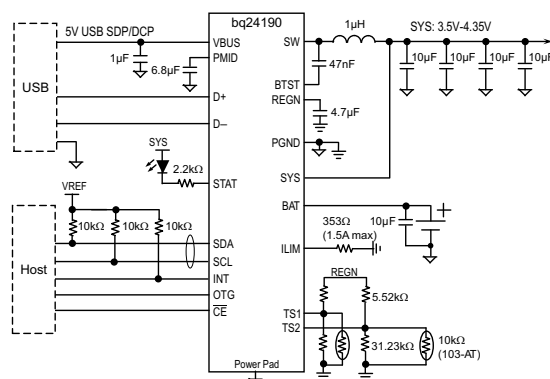 bq24190
5V USB SDP/DCP
VBUS
SW
1µH
SYS: 3.5V-4.35V
1µF
PMID
6.8µF
47nF
10µF
10µF
10µF
10µF
USB
BTST
REGN
D+
4.7µF
D–
PGND
SYS
2.2kΩ
STAT
SYS
VREF
BAT
10kΩ
10kΩ
10kΩ
10µF
+
353Ω
(1.5A max)
SDA
ILIM
Host
SCL
INT
REGN
5.52kΩ
OTG
TS1
CE
TS2
31.23kΩ
10kΩ
(103-AT)
Power Pad